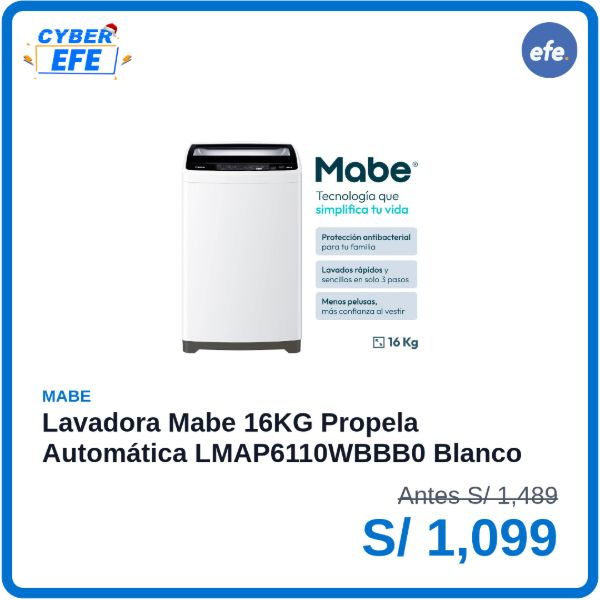 CYBER
EFE
efe.
Mabe®
Tecnología que
simplifica tu vida
Protección antibacterial
para tu familia
Lavados rápidos y
sencillos en solo 3 pasos
Menos pelusas,
más confianza al vestir
16 Kg
MABE
Lavadora Mabe 16KG Propela
Automática LMAP6110WBBB0 Blanco
Antes S/ 1,489
S/ 1,099